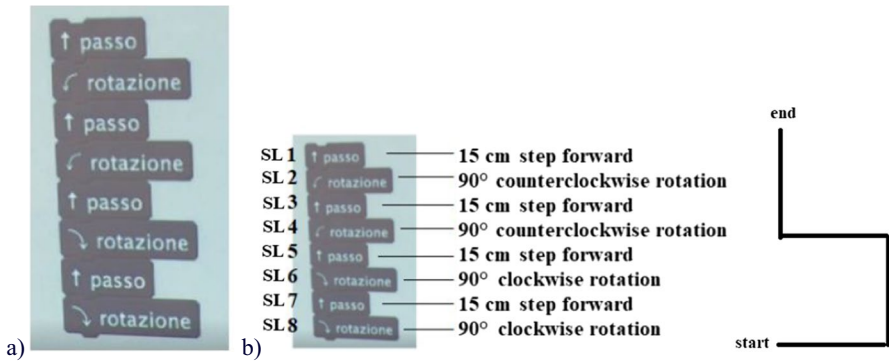 ↑ passo
rotazione
↑ passo
rotazione
↑ passo
rotazione
↑ passo
rotazione
a)
SL 1 ↑ passo 15 cm step forward
SL 2 rotazione 90° counterclockwise rotation
SL 3 ↑ passo 15 cm step forward
SL 4 rotazione 90° counterclockwise rotation
SL 5 ↑ passo 15 cm step forward
SL 6 rotazione 90° clockwise rotation
SL 7 ↑ passo 15 cm step forward
SL 8 rotazione 90° clockwise rotation
b)
end
start